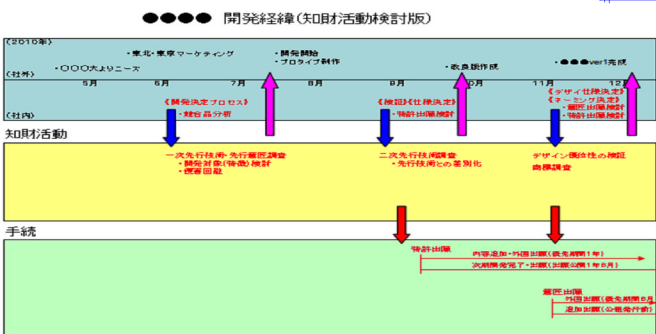 ●●●● 開発経緯(知財活動検討版)
(2010年)
・東北・東京マーケティング
・開発開始
・プロタイプ制作
・〇〇〇大よりニーズ
・改良版作成
・●●●ver1完成
(社外)
5月 6月 7月 8月 9月 10月 11月 12月
《開発決定プロセス》
・競合品分析
《検証》《仕様決定》
・特許出願検討
《デザイ仕様決定》
《ネーミング決定》
・意匠出願検討
・特許出願検討
(社内)
知財活動
一次先行技術・先行意匠調査
・開発対象(特徴)検討
・侵害回避
二次先行技術調査
・先行技術との差別化
デザイン優位性の検証
商標調査
手続
特許出願
内容追加・外国出願(優先期間1年)
次期開発完了・出願(出願公開1年6月)
意匠出願
外国出願(優先期間6月
追加出願(公報発行前)